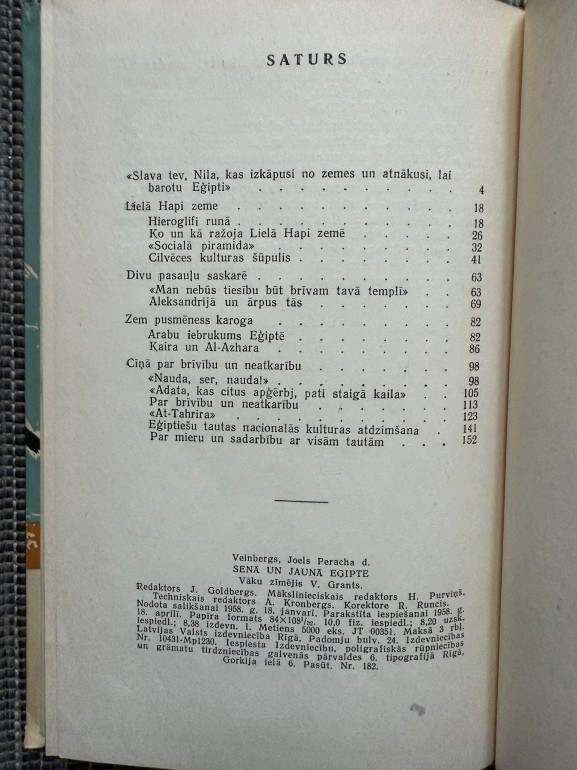 SATURS
«Slava tev, Nīla, kas izkāpusi no zemes un atnākusi, lai
barotu Ēģipti» . . . . . . . . . . 4
Lielā Hapi zeme . . . . . . . . . 18
Hieroglifi runā . . . . . . . . 18
Ko un kā ražoja Lielā Hapi zemē . . . . 26
«Sociālā piramida» . . . . . . . 32
Cilvēces kulturas šūpulis . . . . . . 41
Divu pasauļu saskarē . . . . . . . 63
«Man nebūs tiesību būt brīvam tavā templī» . . 63
Aleksandrijā un ārpus tās . . . . . 69
Zem pusmēness karoga . . . . . . . 82
Arabu iebrukums Ēģiptē . . . . . . 82
Kaira un Al-Azhara . . . . . . . 86
Cīņā par brīvību un neatkarību . . . . . 98
«Nauda, ser, nauda!» . . . . . . . 98
«Adata, kas citus apģērbj, pati staigā kaila» . . 105
Par brīvību un neatkarību . . . . . 113
«At-Tahrira» . . . . . . . . 123
Ēģiptiešu tautas nacionalās kulturas atdzimšana . 141
Par mieru un sadarbību ar visām tautām . . . 152
Veinbergs, Joels Peracha d.
SENĀ UN JAUNĀ ĒĢIPTE
Vāku zīmējis V. Grants.
Redaktors J. Goldbergs. Mākslinieciskais redaktors H. Purviņš.
Techniskais redaktors A. Kronbergs. Korektore R. Runcis.
Nodota salikšanai 1958. g. 18. janvarī. Parakstīta iespiešanai 1958. g.
18. aprilī. Papīra formats 84×108¹/₃₂. 10,0 fiz. iespiedl.; 8,20 uzsk.
iespiedl.; 8,38 izdevn. l. Metiens 5000 eks. JT 00351. Maksā 3 rbļ.
Latvijas Valsts izdevniecība Rīgā, Padomju bulv. 24. Izdevniecības
Nr. 10431-Mp1230. Iespiesta Izdevniecību, poligrafiskās rūpniecības
un grāmatu tirdzniecības galvenās pārvaldes 6. tipografijā Rīgā,
Gorkija ielā 6. Pasūt. Nr. 182.